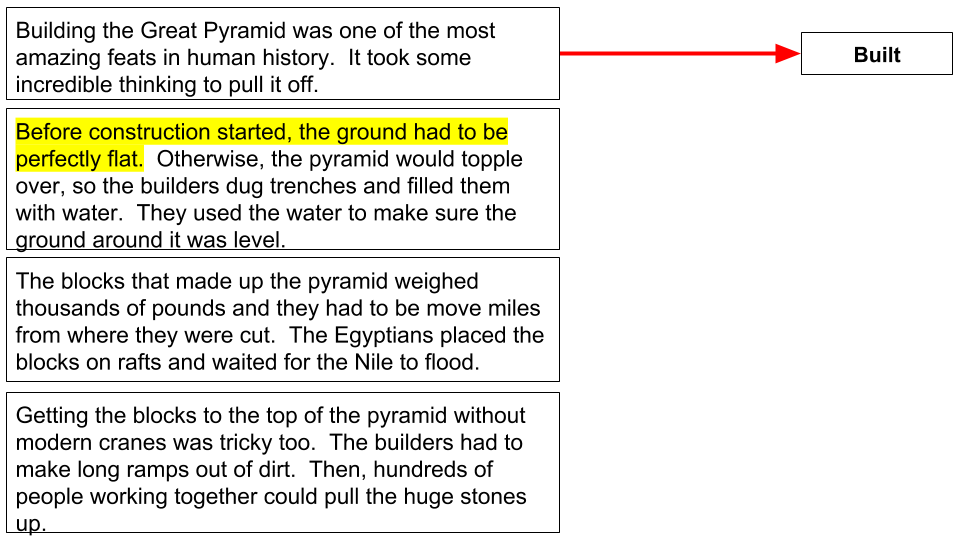 Building the Great Pyramid was one of the most
amazing feats in human history.  It took some
incredible thinking to pull it off.
Built
Before construction started, the ground had to be
perfectly flat.  Otherwise, the pyramid would topple
over, so the builders dug trenches and filled them
with water.  They used the water to make sure the
ground around it was level.
The blocks that made up the pyramid weighed
thousands of pounds and they had to be move miles
from where they were cut.  The Egyptians placed the
blocks on rafts and waited for the Nile to flood.
Getting the blocks to the top of the pyramid without
modern cranes was tricky too.  The builders had to
make long ramps out of dirt.  Then, hundreds of
people working together could pull the huge stones
up.